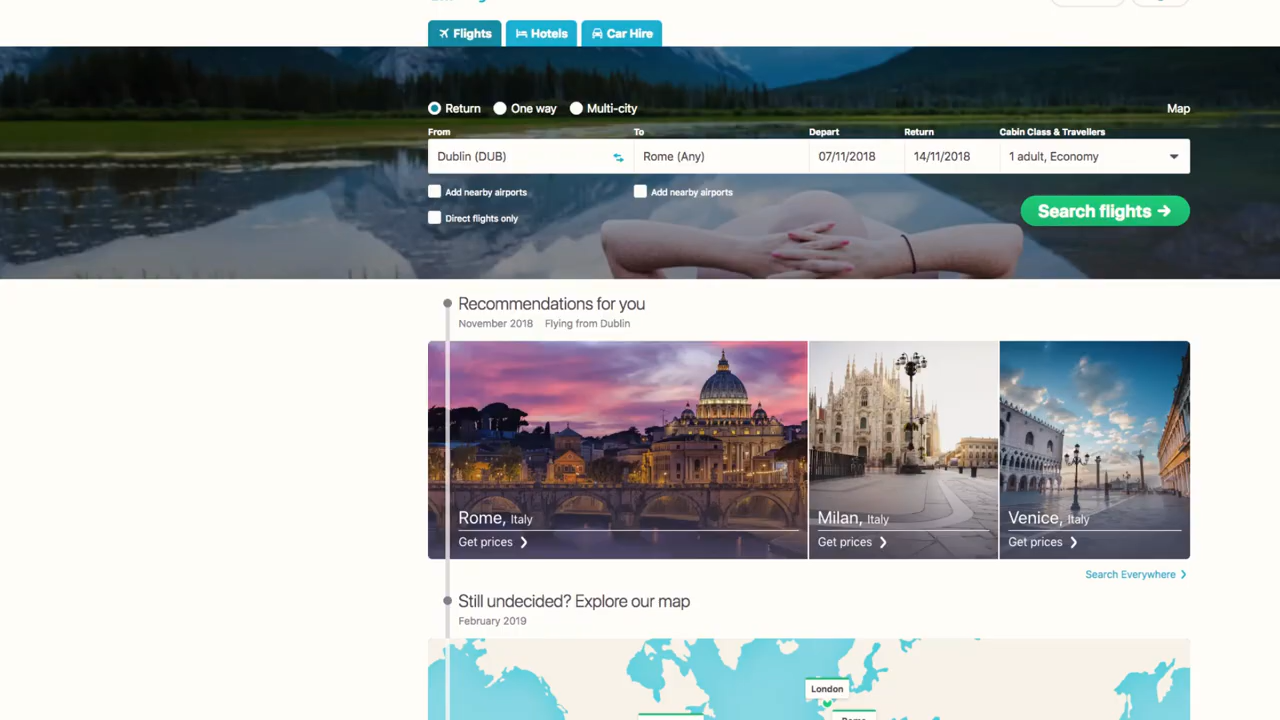 Flights
Hotels
Car Hire
Return
One way
Multi-city
Map
From
To
Depart
Return
Cabin Class & Travellers
Dublin (DUB)
Rome (Any)
07/11/2018
14/11/2018
1 adult, Economy
Add nearby airports
Add nearby airports
Direct flights only
Search flights
Recommendations for you
November 2018
Flying from Dublin
Rome, Italy
Get prices
Milan, Italy
Get prices
Venice, Italy
Get prices
Search Everywhere
Still undecided? Explore our map
February 2019
London